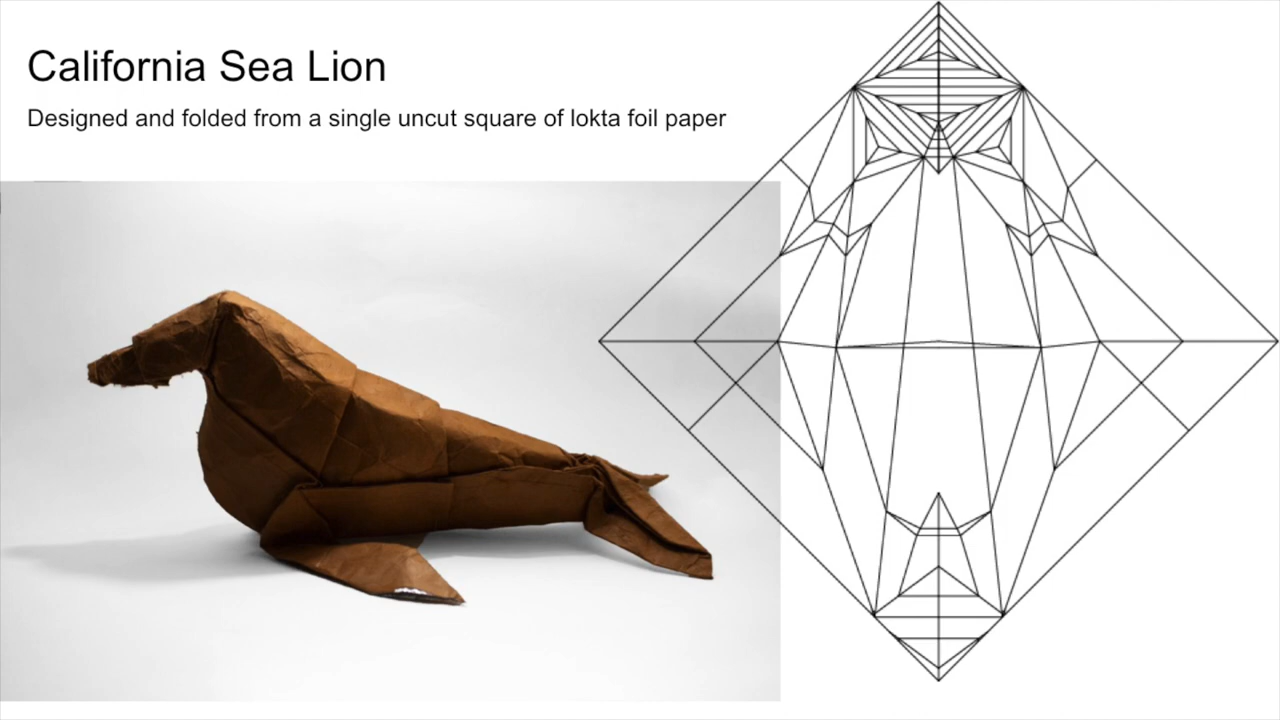 California Sea Lion
Designed and folded from a single uncut square of lokta foil paper